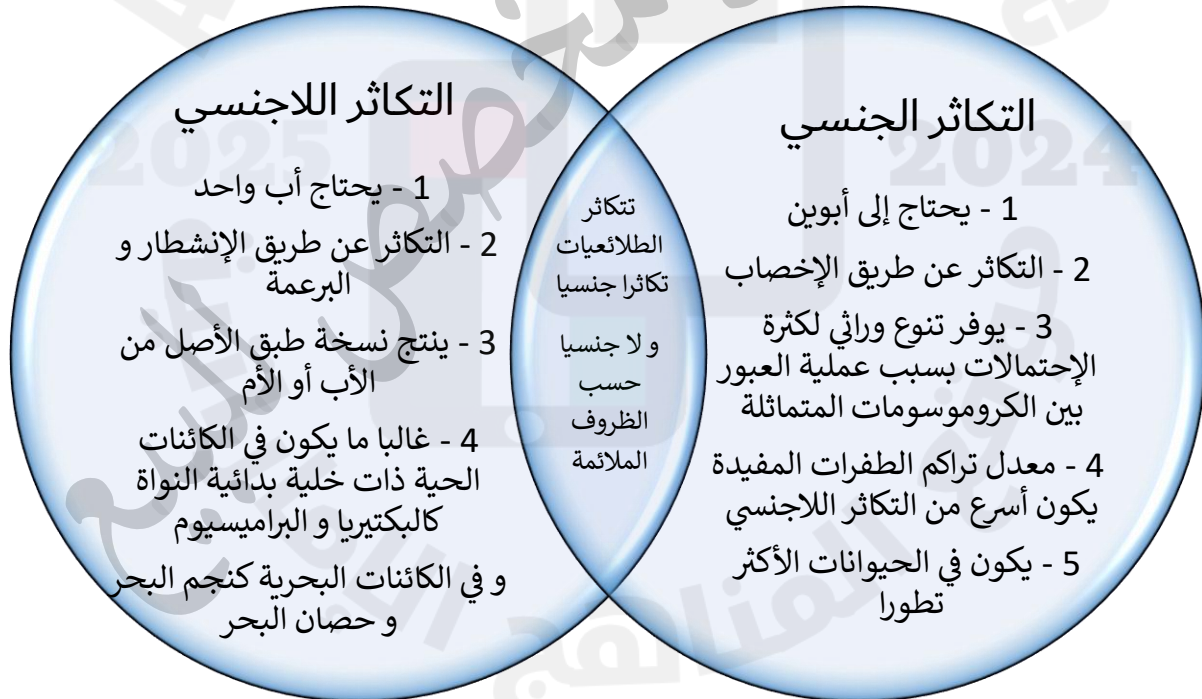 التكاثر الجنسي
1 - يحتاج إلى أبوين
2 - التكاثر عن طريق الإخصاب
3 - يوفر تنوع وراثي لكثرة
الإحتمالات بسبب عملية العبور
بين الكروموسومات المتماثلة
4 - معدل تراكم الطفرات المفيدة
يكون أسرع من التكاثر اللاجنسي
5 - يكون في الحيوانات الأكثر
تطورا
تتكاثر
الطلائعيات
تكاثرا جنسيا
و لا جنسيا
حسب
الظروف
الملائمة
التكاثر اللاجنسي
1 - يحتاج أب واحد
2 - التكاثر عن طريق الإنشطار و
البرعمة
3 - ينتج نسخة طبق الأصل من
الأب أو الأم
4 - غالبا ما يكون في الكائنات
الحية ذات خلية بدائية النواة
كالبكتيريا و البراميسيوم
و في الكائنات البحرية كنجم البحر
و حصان البحر
2024
2025
المناهج